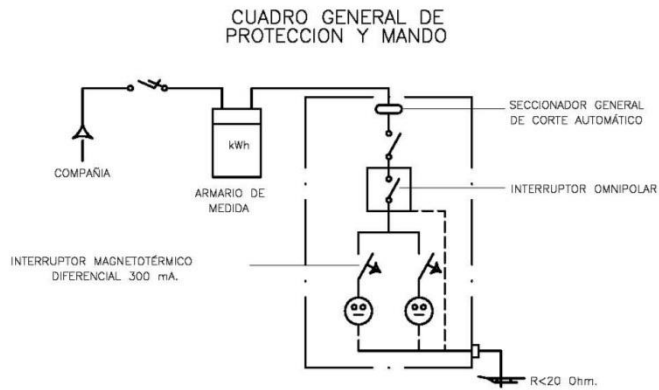 CUADRO GENERAL DE
PROTECCION Y MANDO
SECCIONADOR GENERAL
DE CORTE AUTOMÁTICO
kWh
COMPAÑIA
ARMARIO DE
MEDIDA
INTERRUPTOR OMNIPOLAR
INTERRUPTOR MAGNETOTÉRMICO
DIFERENCIAL 300 mA.
R<20 Ohm.